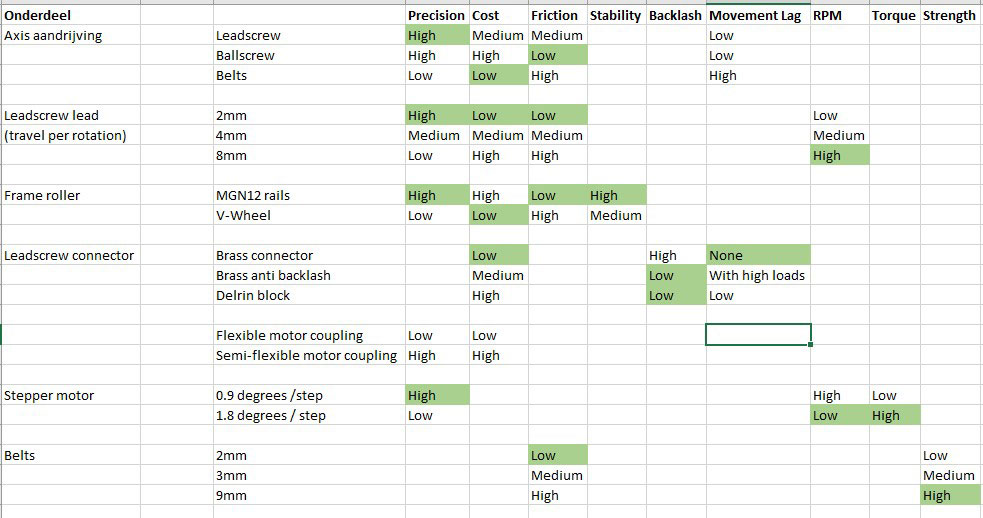 Onderdeel Precision Cost Friction Stability Backlash Movement Lag RPM Torque Strength
Axis aandrijving Leadscrew High Medium Medium Low
Ballscrew High High Low Low
Belts Low Low High High
Leadscrew lead 2mm High Low Low Low
(travel per rotation) 4mm Medium Medium Medium Medium
8mm Low High High High
Frame roller MGN12 rails High High Low High
V-Wheel Low Low High Medium
Leadscrew connector Brass connector Low High None
Brass anti backlash Medium Low With high loads
Delrin block High Low Low
Flexible motor coupling Low Low
Semi-flexible motor coupling High High
Stepper motor 0.9 degrees /step High High Low
1.8 degrees / step Low Low High
Belts 2mm Low Low
3mm Medium Medium
9mm High High